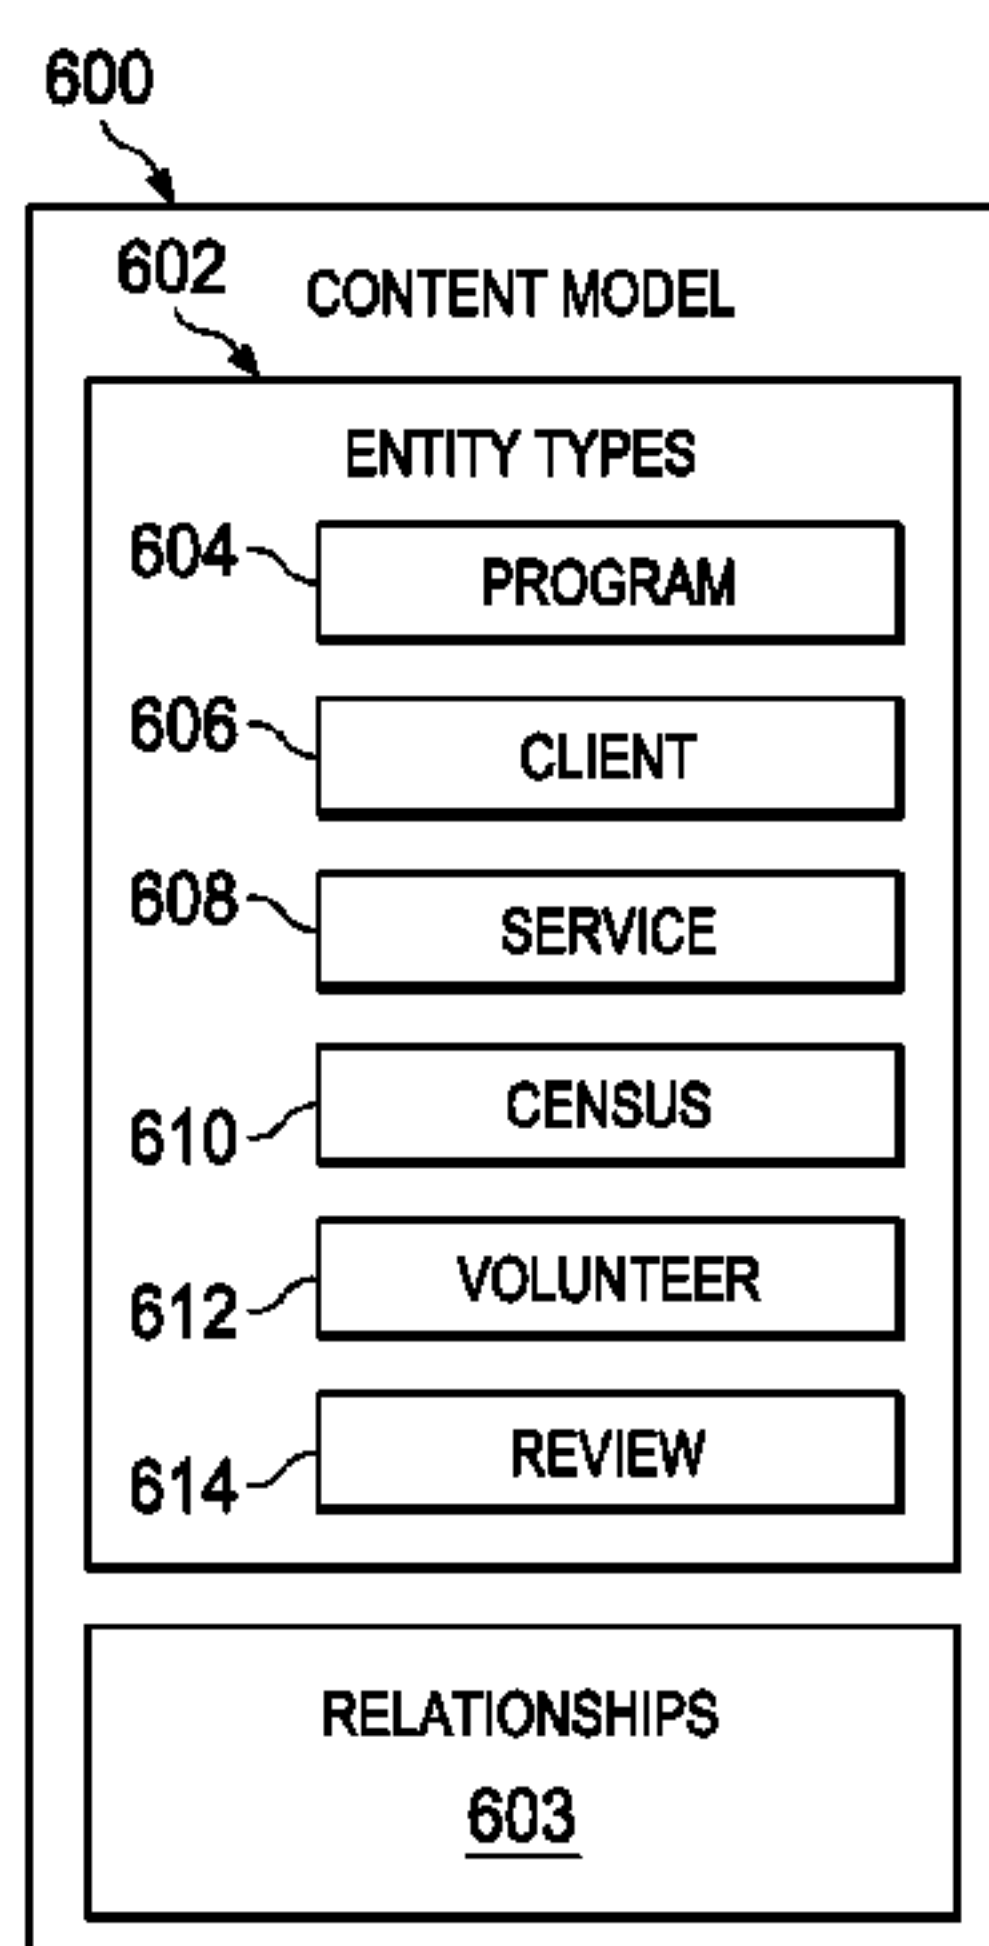 600
602
CONTENT MODEL
ENTITY TYPES
604 PROGRAM
606 CLIENT
608 SERVICE
610 CENSUS
612 VOLUNTEER
614 REVIEW
RELATIONSHIPS
603